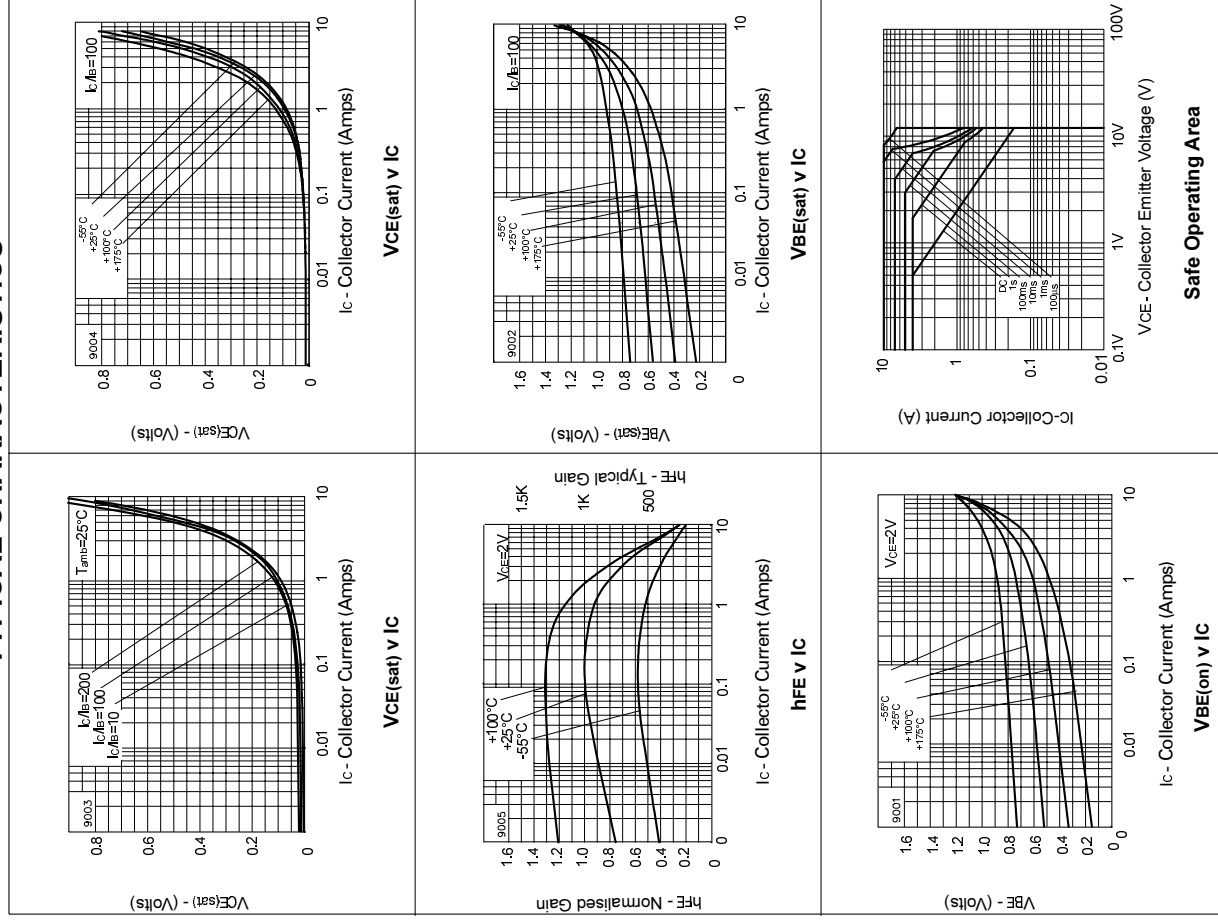 VCE(sat) - (Volts)
0.8
0.6
0.4
0.2
0
9003
IC/IB=200
IC/IB=100
IC/IB=10
Tamb=25°C
0.01
0.1
1
10
IC - Collector Current (Amps)
VCE(sat) v IC
VCE(sat) - (Volts)
0.8
0.6
0.4
0.2
0
9004
-55°C
+25°C
+100°C
+175°C
IC/IB=100
0.01
0.1
1
10
IC - Collector Current (Amps)
VCE(sat) v IC
hFE - Normalised Gain
1.6
1.4
1.2
1.0
0.8
0.6
0.4
0.2
0
9005
+100°C
+25°C
-55°C
VCE=2V
0.01
0.1
1
10
1.5K
1K
500
hFE - Typical Gain
IC - Collector Current (Amps)
hFE v IC
VBE(sat) - (Volts)
1.6
1.4
1.2
1.0
0.8
0.6
0.4
0.2
0
9002
-55°C
+25°C
+100°C
+175°C
IC/IB=100
0.01
0.1
1
10
IC - Collector Current (Amps)
VBE(sat) v IC
VBE - (Volts)
1.6
1.4
1.2
1.0
0.8
0.6
0.4
0.2
0
9001
-55°C
+25°C
+100°C
+175°C
VCE=2V
0.01
0.1
1
10
IC - Collector Current (Amps)
VBE(on) v IC
IC-Collector Current (A)
10
1
0.1
0.01
DC
1s
100ms
10ms
1ms
100µs
0.1V
1V
10V
100V
VCE - Collector Emitter Voltage (V)
Safe Operating Area